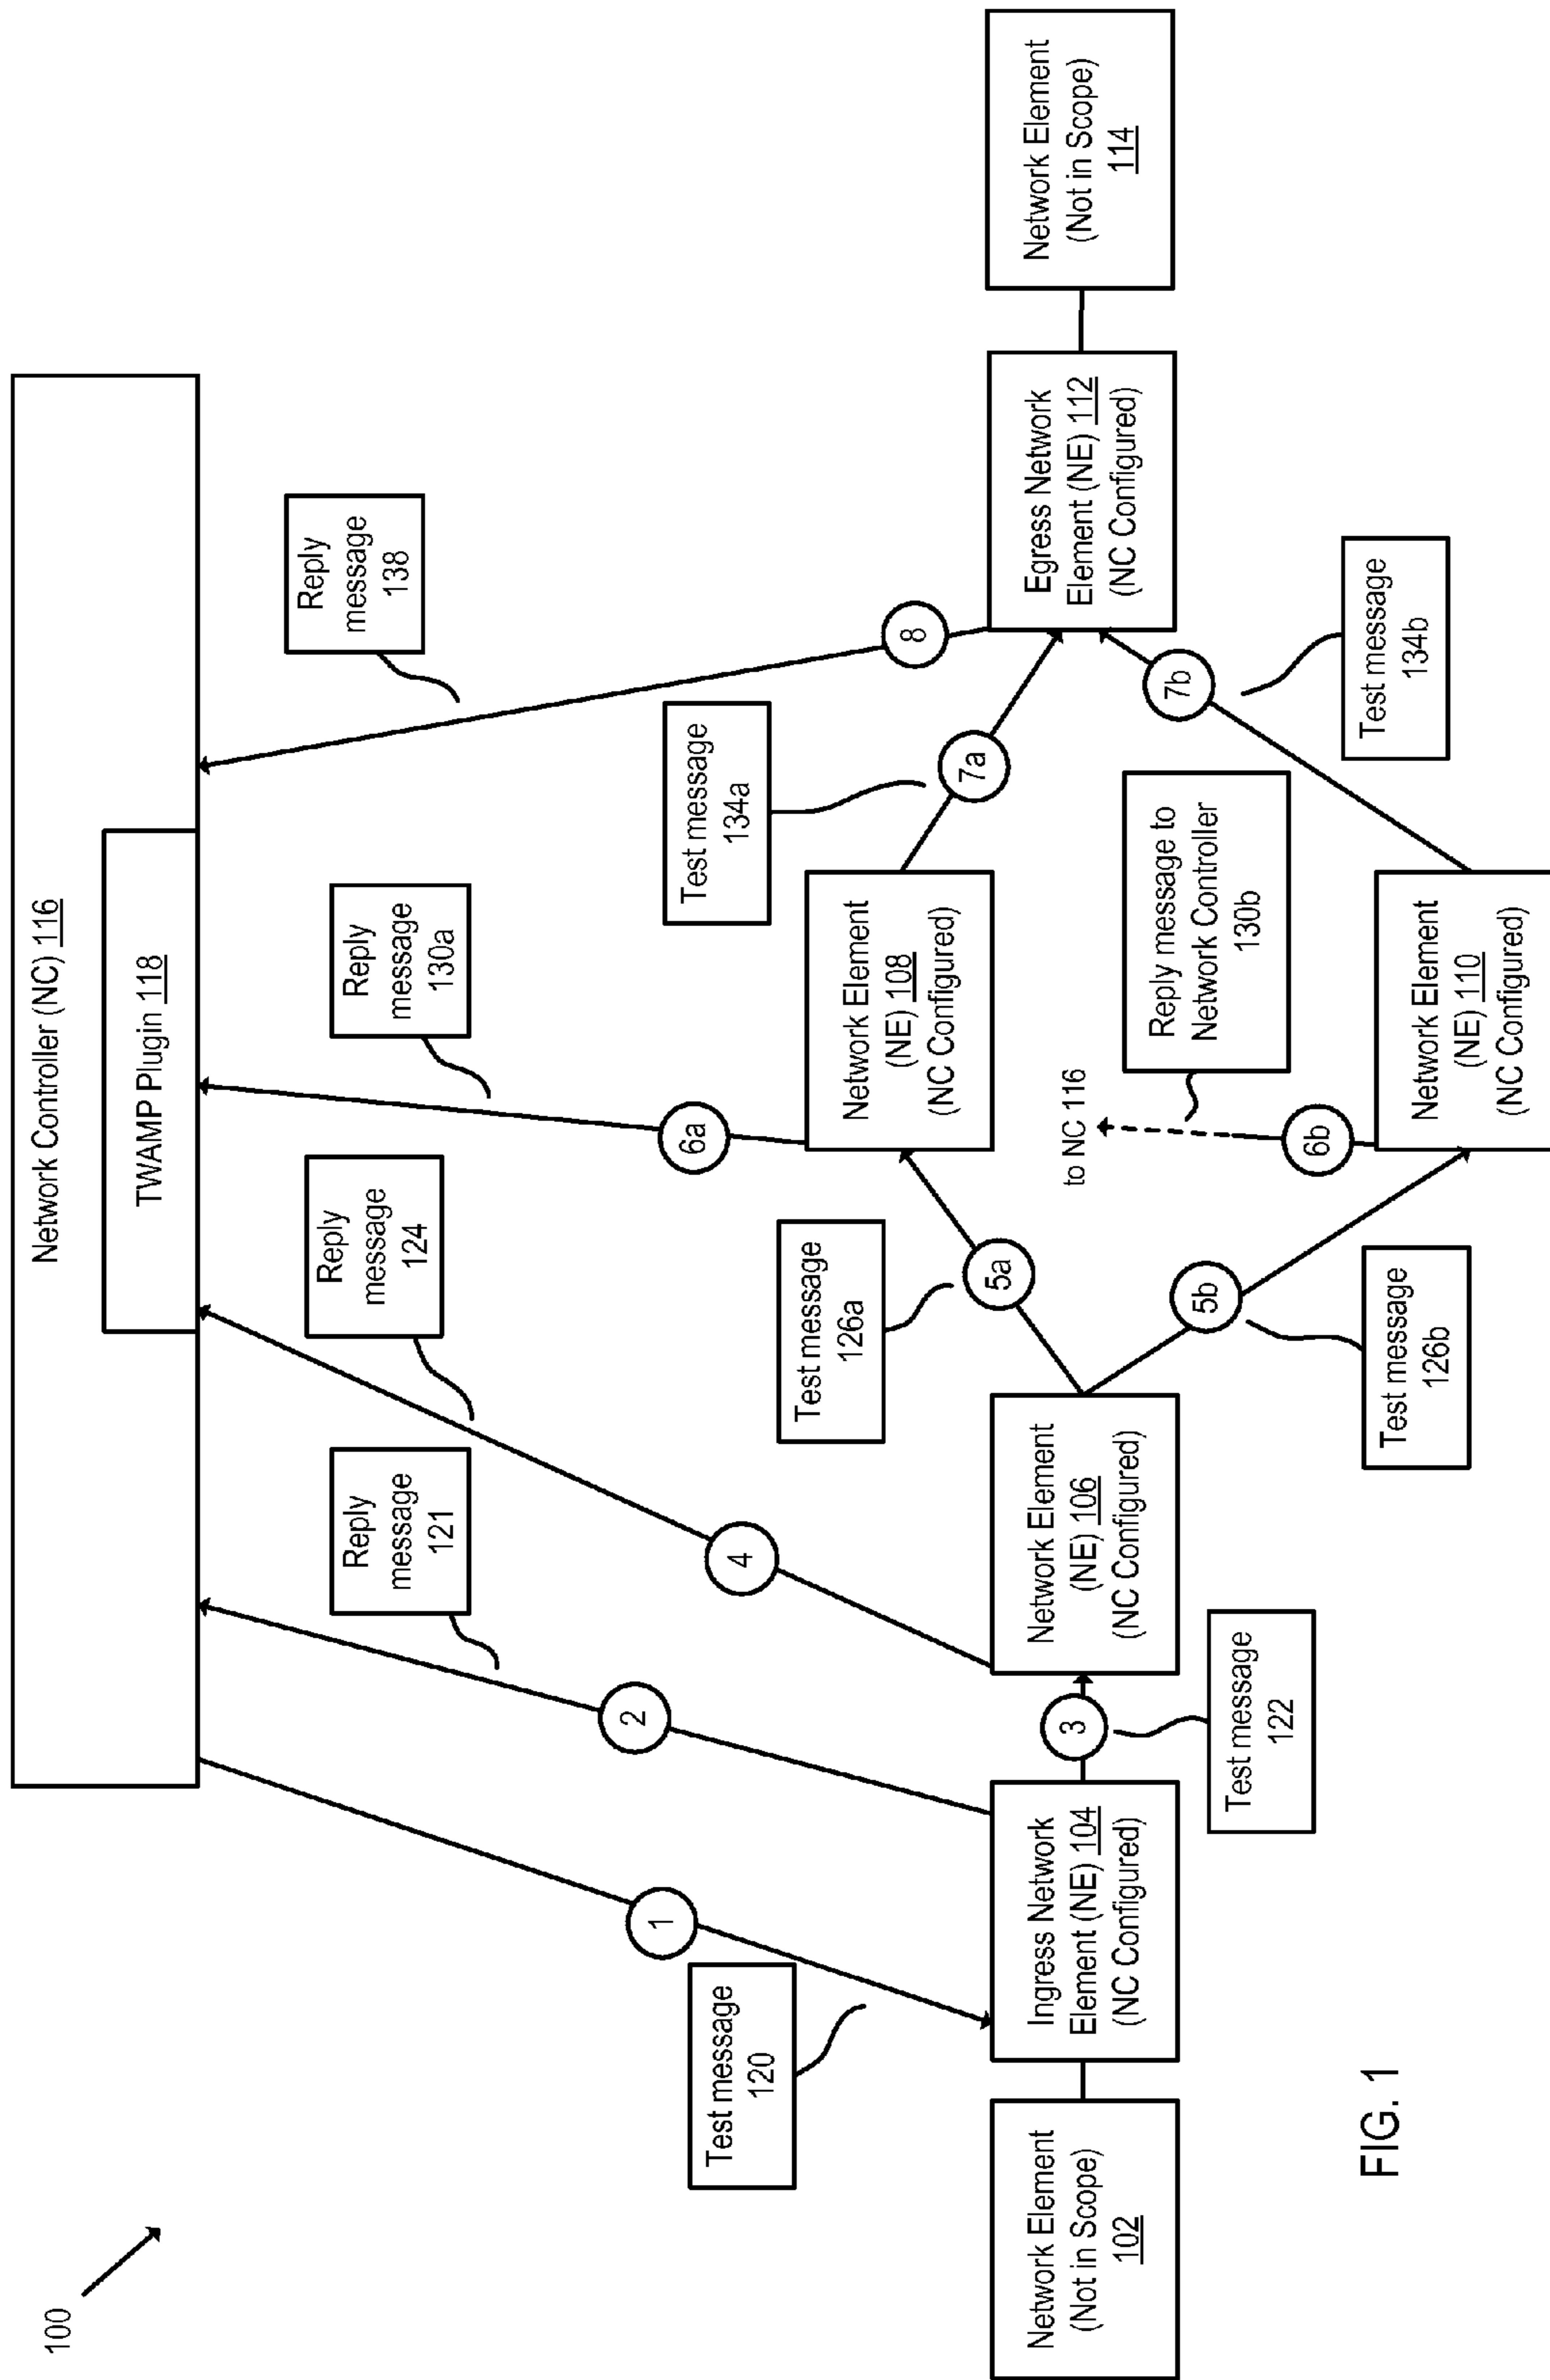 100
Network Controller (NC) 116
TWAMP Plugin 118
Reply
message
121
Reply
message
124
Reply
message
130a
Reply
message
138
1
2
4
6a
8
Test message
120
Test message
126a
Test message
134a
5a
7a
Network Element
(NE) 108
(NC Configured)
Network Element
(Not in Scope)
102
Ingress Network
Element (NE) 104
(NC Configured)
3
Network Element
(NE) 106
(NC Configured)
to NC 116
Reply message to
Network Controller
130b
Egress Network
Element (NE) 112
(NC Configured)
Network Element
(Not in Scope)
114
5b
6b
7b
Test message
122
Test message
126b
Test message
134b
Network Element
(NE) 110
(NC Configured)
FIG. 1